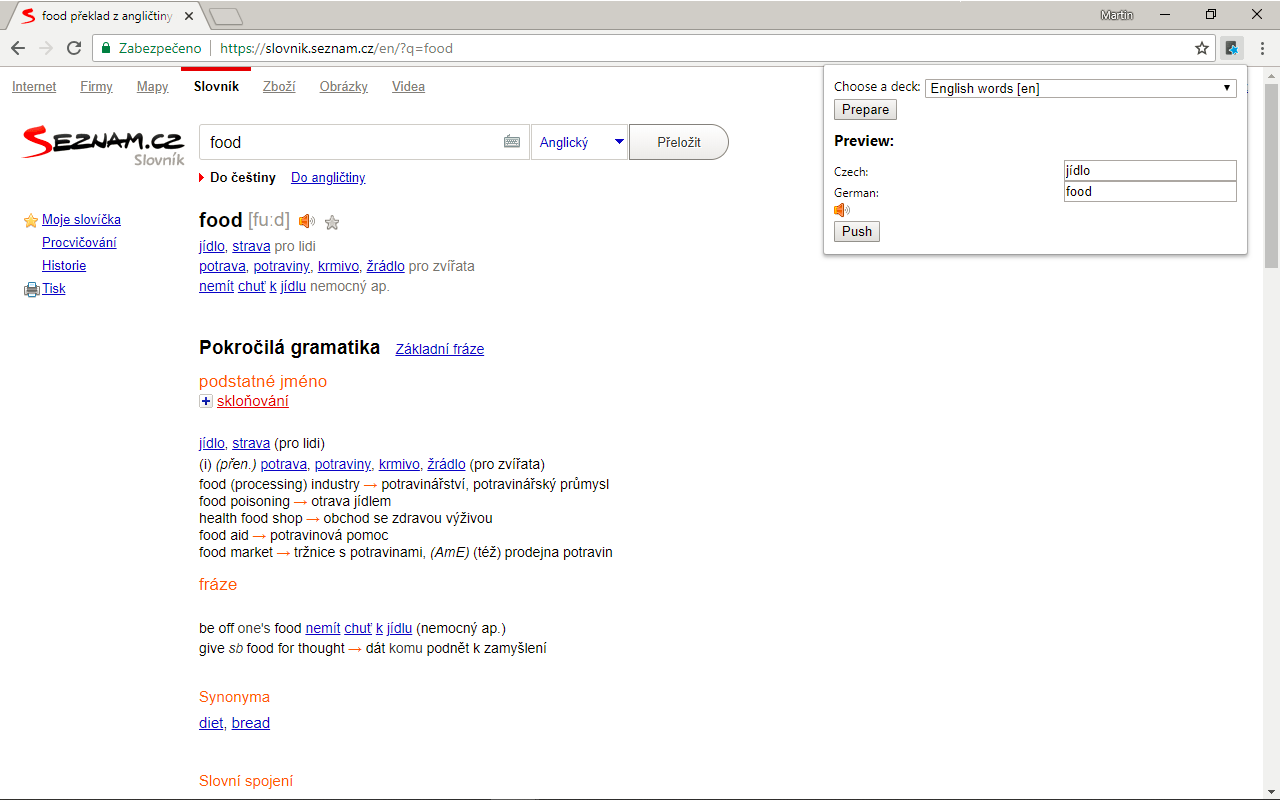 food překlad z angličtiny
Martin
Zabezpečeno
https://slovnik.seznam.cz/en/?q=food
Internet Firmy Mapy Slovník Zboží Obrázky Videa
Choose a deck: English words [en]
Prepare
Preview:
Czech: jídlo
German: food
Push
SEZNAM.CZ
Slovník
food Anglický Přeložit
Do češtiny Do angličtiny
Moje slovíčka
Procvičování
Historie
Tisk
food [fuːd]
jídlo, strava pro lidi
potrava, potraviny, krmivo, žrádlo pro zvířata
nemít chuť k jídlu nemocný ap.
Pokročilá gramatika Základní fráze
podstatné jméno
skloňování
jídlo, strava (pro lidi)
(i) (přen.) potrava, potraviny, krmivo, žrádlo (pro zvířata)
food (processing) industry → potravinářství, potravinářský průmysl
food poisoning → otrava jídlem
health food shop → obchod se zdravou výživou
food aid → potravinová pomoc
food market → tržnice s potravinami, (AmE) (též) prodejna potravin
fráze
be off one's food nemít chuť k jídlu (nemocný ap.)
give sb food for thought → dát komu podnět k zamyšlení
Synonyma
diet, bread
Slovní spojení